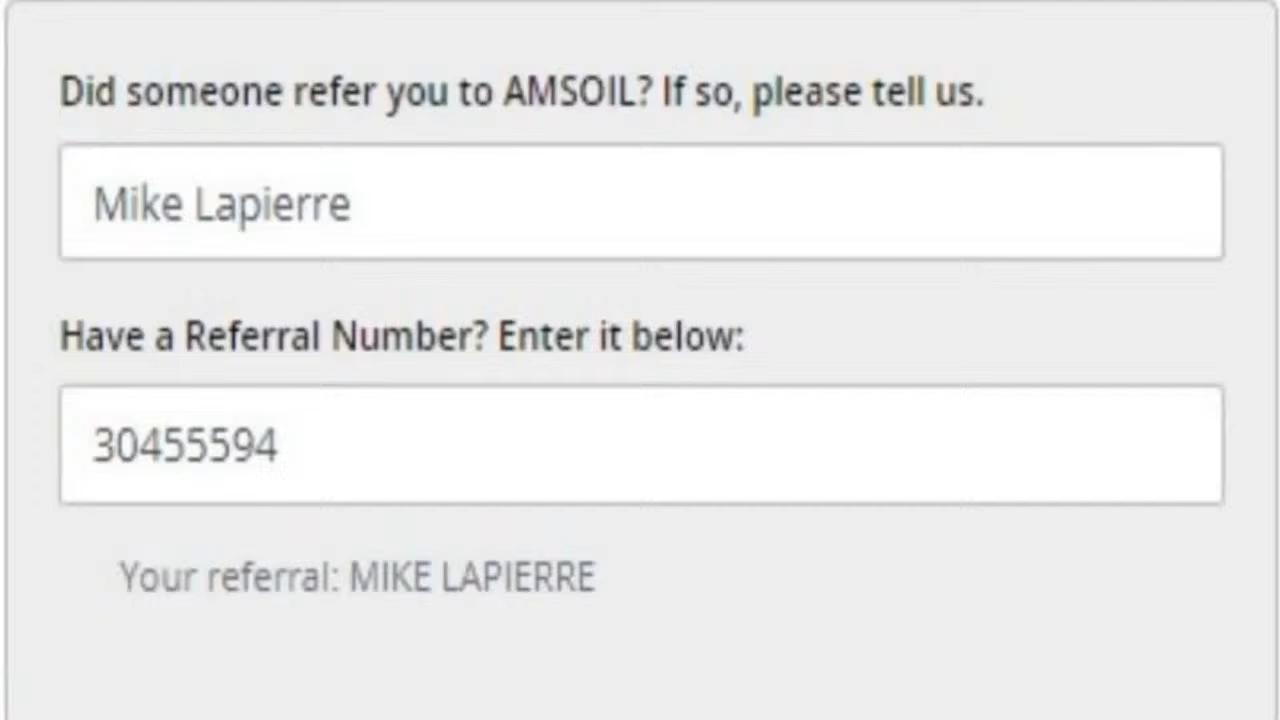 Did someone refer you to AMSOIL? If so, please tell us.
Mike Lapierre
Have a Referral Number? Enter it below:
30455594
Your referral: MIKE LAPIERRE